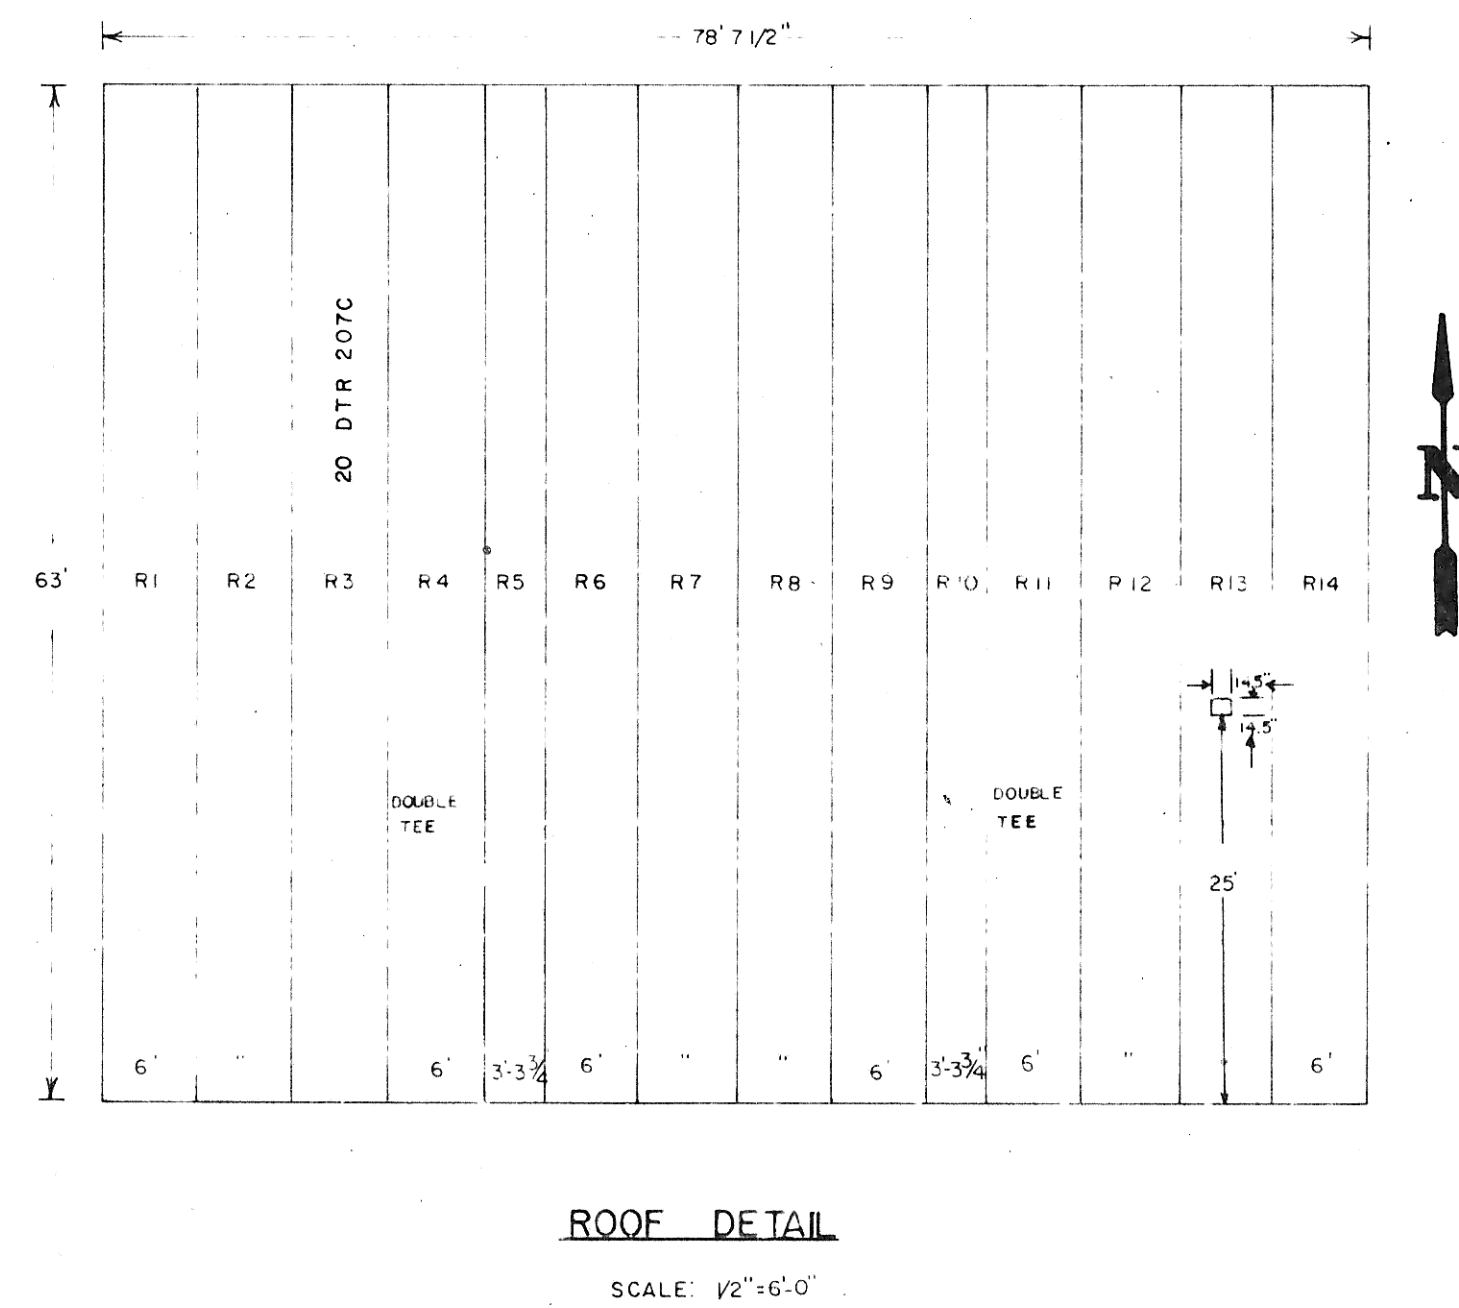 78' 7 1/2"
20 DTR 207C
N
63' R1 R2 R3 R4 R5 R6 R7 R8 R9 R10 R11 R12 R13 R14
14.5"
14.5"
DOUBLE
TEE
DOUBLE
TEE
25'
6' " 6' 3'-3 3/4 6' " " 6' 3'-3 3/4" 6' " 6'
ROOF DETAIL
SCALE: 1/2"=6'-0"